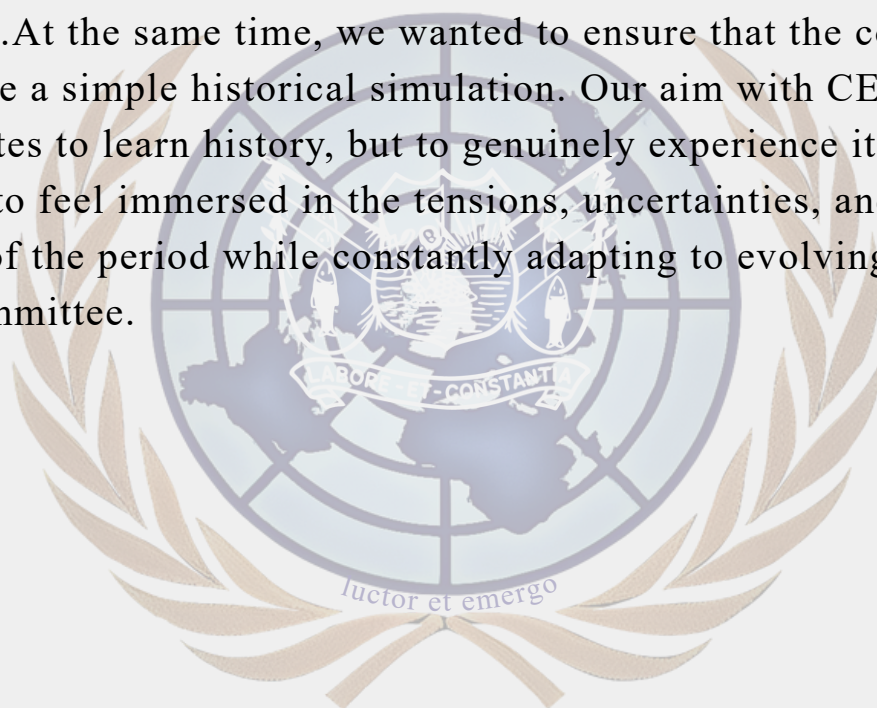 .At the same time, we wanted to ensure that the c
e a simple historical simulation. Our aim with CE
tes to learn history, but to genuinely experience it
to feel immersed in the tensions, uncertainties, an
of the period while constantly adapting to evolving
mmittee.
LABORE-ET-CONSTANTIA
luctor et emergo